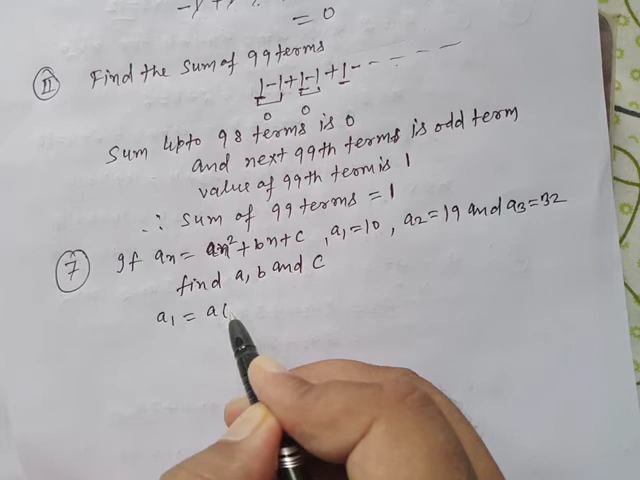 = 0
II Find the sum of 99 terms
1-1+1-1+1- - - - - -
0 0
Sum upto 98 terms is 0
and next 99th terms is odd term
value of 99th term is 1
∴ sum of 99 terms = 1
7 If an = an²+bn+c , a1=10 , a2=19 and a3=32
find a, b and c
a1 = a(